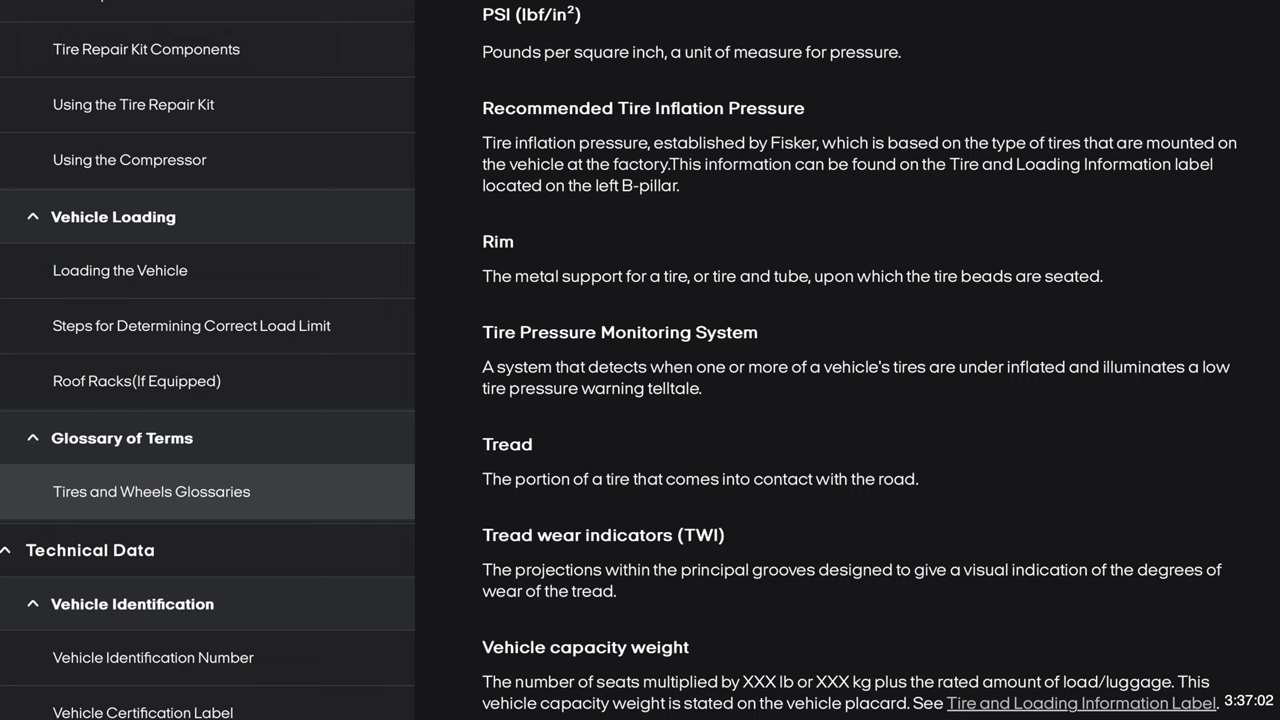 Tire Repair Kit Components
Using the Tire Repair Kit
Using the Compressor
Vehicle Loading
Loading the Vehicle
Steps for Determining Correct Load Limit
Roof Racks(If Equipped)
Glossary of Terms
Tires and Wheels Glossaries
Technical Data
Vehicle Identification
Vehicle Identification Number
Vehicle Certification Label
PSI (lbf/in²)
Pounds per square inch, a unit of measure for pressure.
Recommended Tire Inflation Pressure
Tire inflation pressure, established by Fisker, which is based on the type of tires that are mounted on
the vehicle at the factory.This information can be found on the Tire and Loading Information label
located on the left B-pillar.
Rim
The metal support for a tire, or tire and tube, upon which the tire beads are seated.
Tire Pressure Monitoring System
A system that detects when one or more of a vehicle's tires are under inflated and illuminates a low
tire pressure warning telltale.
Tread
The portion of a tire that comes into contact with the road.
Tread wear indicators (TWI)
The projections within the principal grooves designed to give a visual indication of the degrees of
wear of the tread.
Vehicle capacity weight
The number of seats multiplied by XXX lb or XXX kg plus the rated amount of load/luggage. This
vehicle capacity weight is stated on the vehicle placard. See Tire and Loading Information Label.
3:37:02